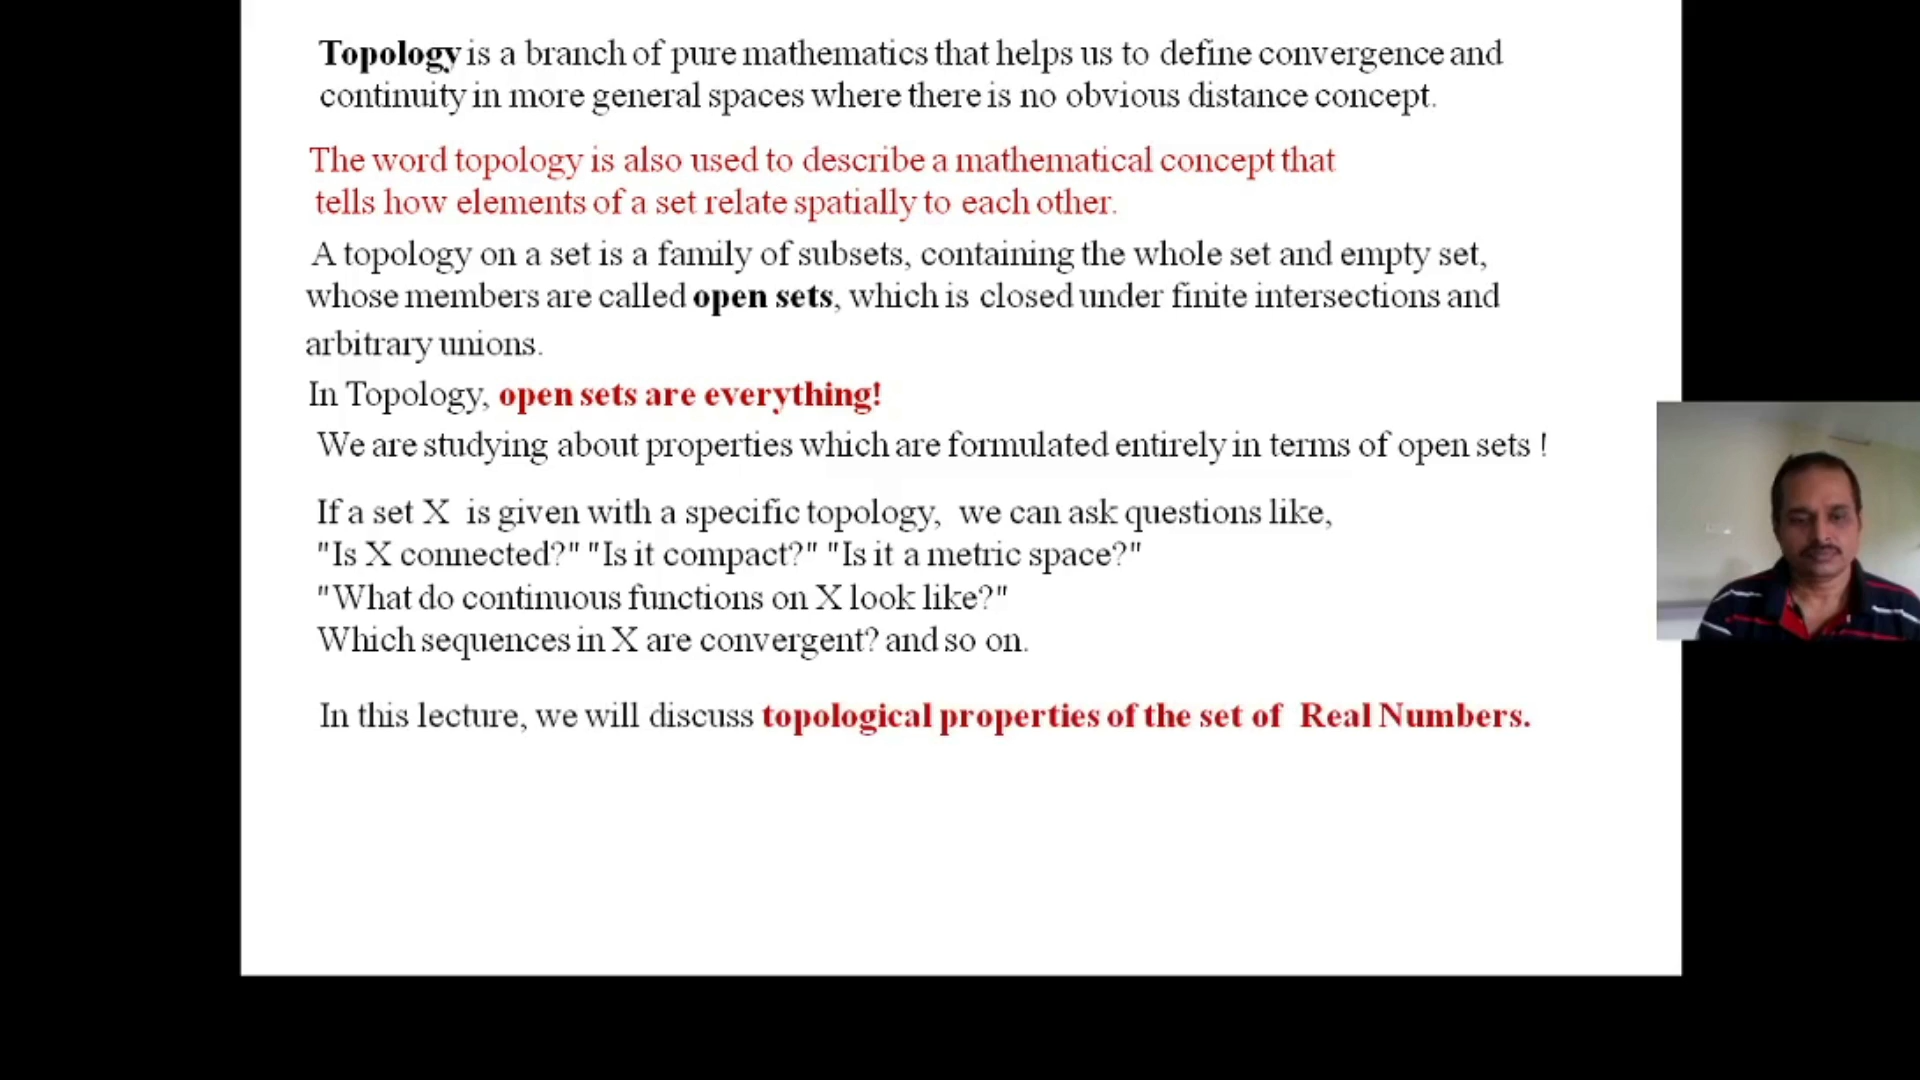 Topology is a branch of pure mathematics that helps us to define convergence and
continuity in more general spaces where there is no obvious distance concept.
The word topology is also used to describe a mathematical concept that
tells how elements of a set relate spatially to each other.
A topology on a set is a family of subsets, containing the whole set and empty set,
whose members are called open sets, which is closed under finite intersections and
arbitrary unions.
In Topology, open sets are everything!
We are studying about properties which are formulated entirely in terms of open sets !
If a set X is given with a specific topology, we can ask questions like,
"Is X connected?" "Is it compact?" "Is it a metric space?"
"What do continuous functions on X look like?"
Which sequences in X are convergent? and so on.
In this lecture, we will discuss topological properties of the set of Real Numbers.